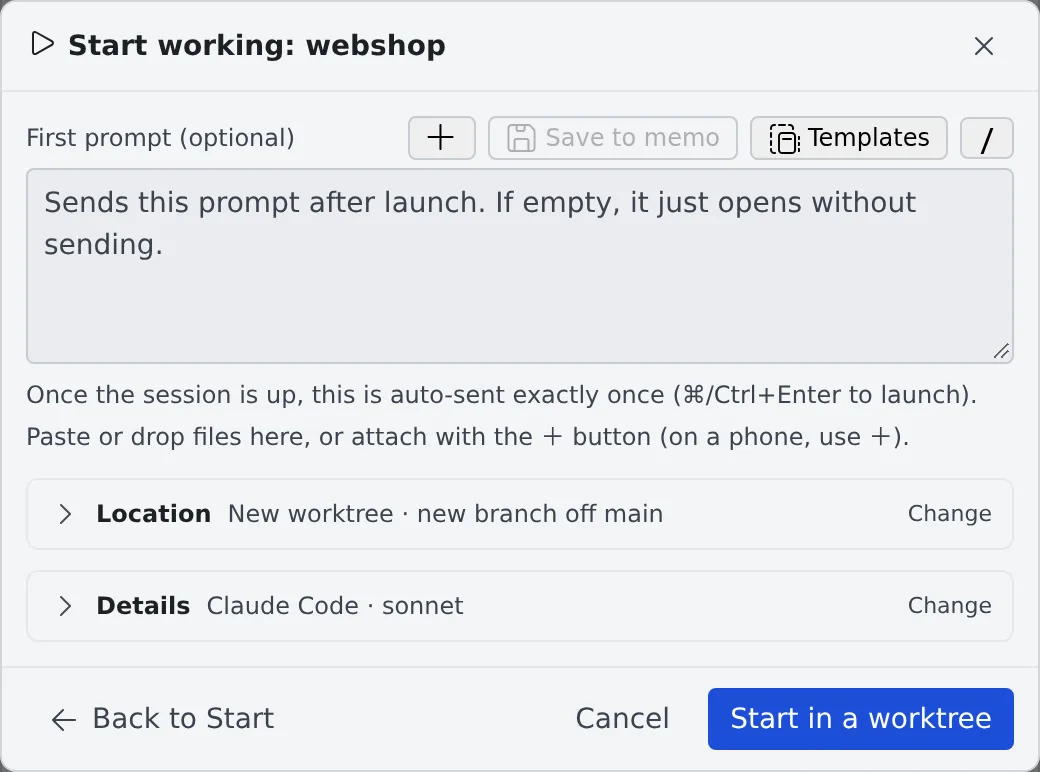 Start working: webshop
First prompt (optional)
Save to memo
Templates
/
Sends this prompt after launch. If empty, it just opens without
sending.
Once the session is up, this is auto-sent exactly once (⌘/Ctrl+Enter to launch).
Paste or drop files here, or attach with the + button (on a phone, use +).
Location New worktree · new branch off main Change
Details Claude Code · sonnet Change
← Back to Start
Cancel
Start in a worktree